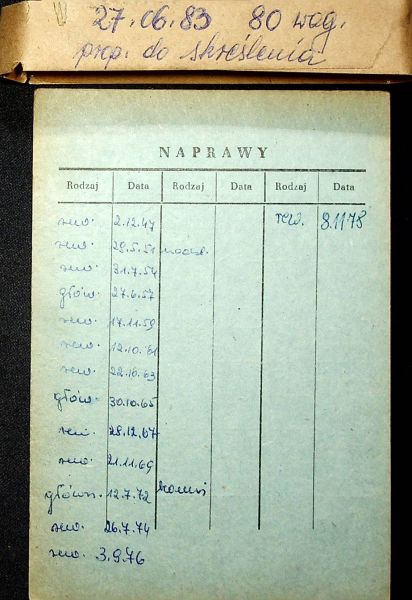 27.06.83 80 wag.
prop. do skreślenia
NAPRAWY
Rodzaj Data Rodzaj Data Rodzaj Data
rew. 2.12.47 rew. 8.11.78
rew. 29.5.51
rew. 31.7.54
głów. 27.6.57
rew. 17.11.59
rew. 12.10.61
rew. 22.10.63
głów. 30.10.65
rew. 28.12.67
rew. 21.11.69
główn. 12.7.72
rew. 26.7.74
rew. 3.9.76